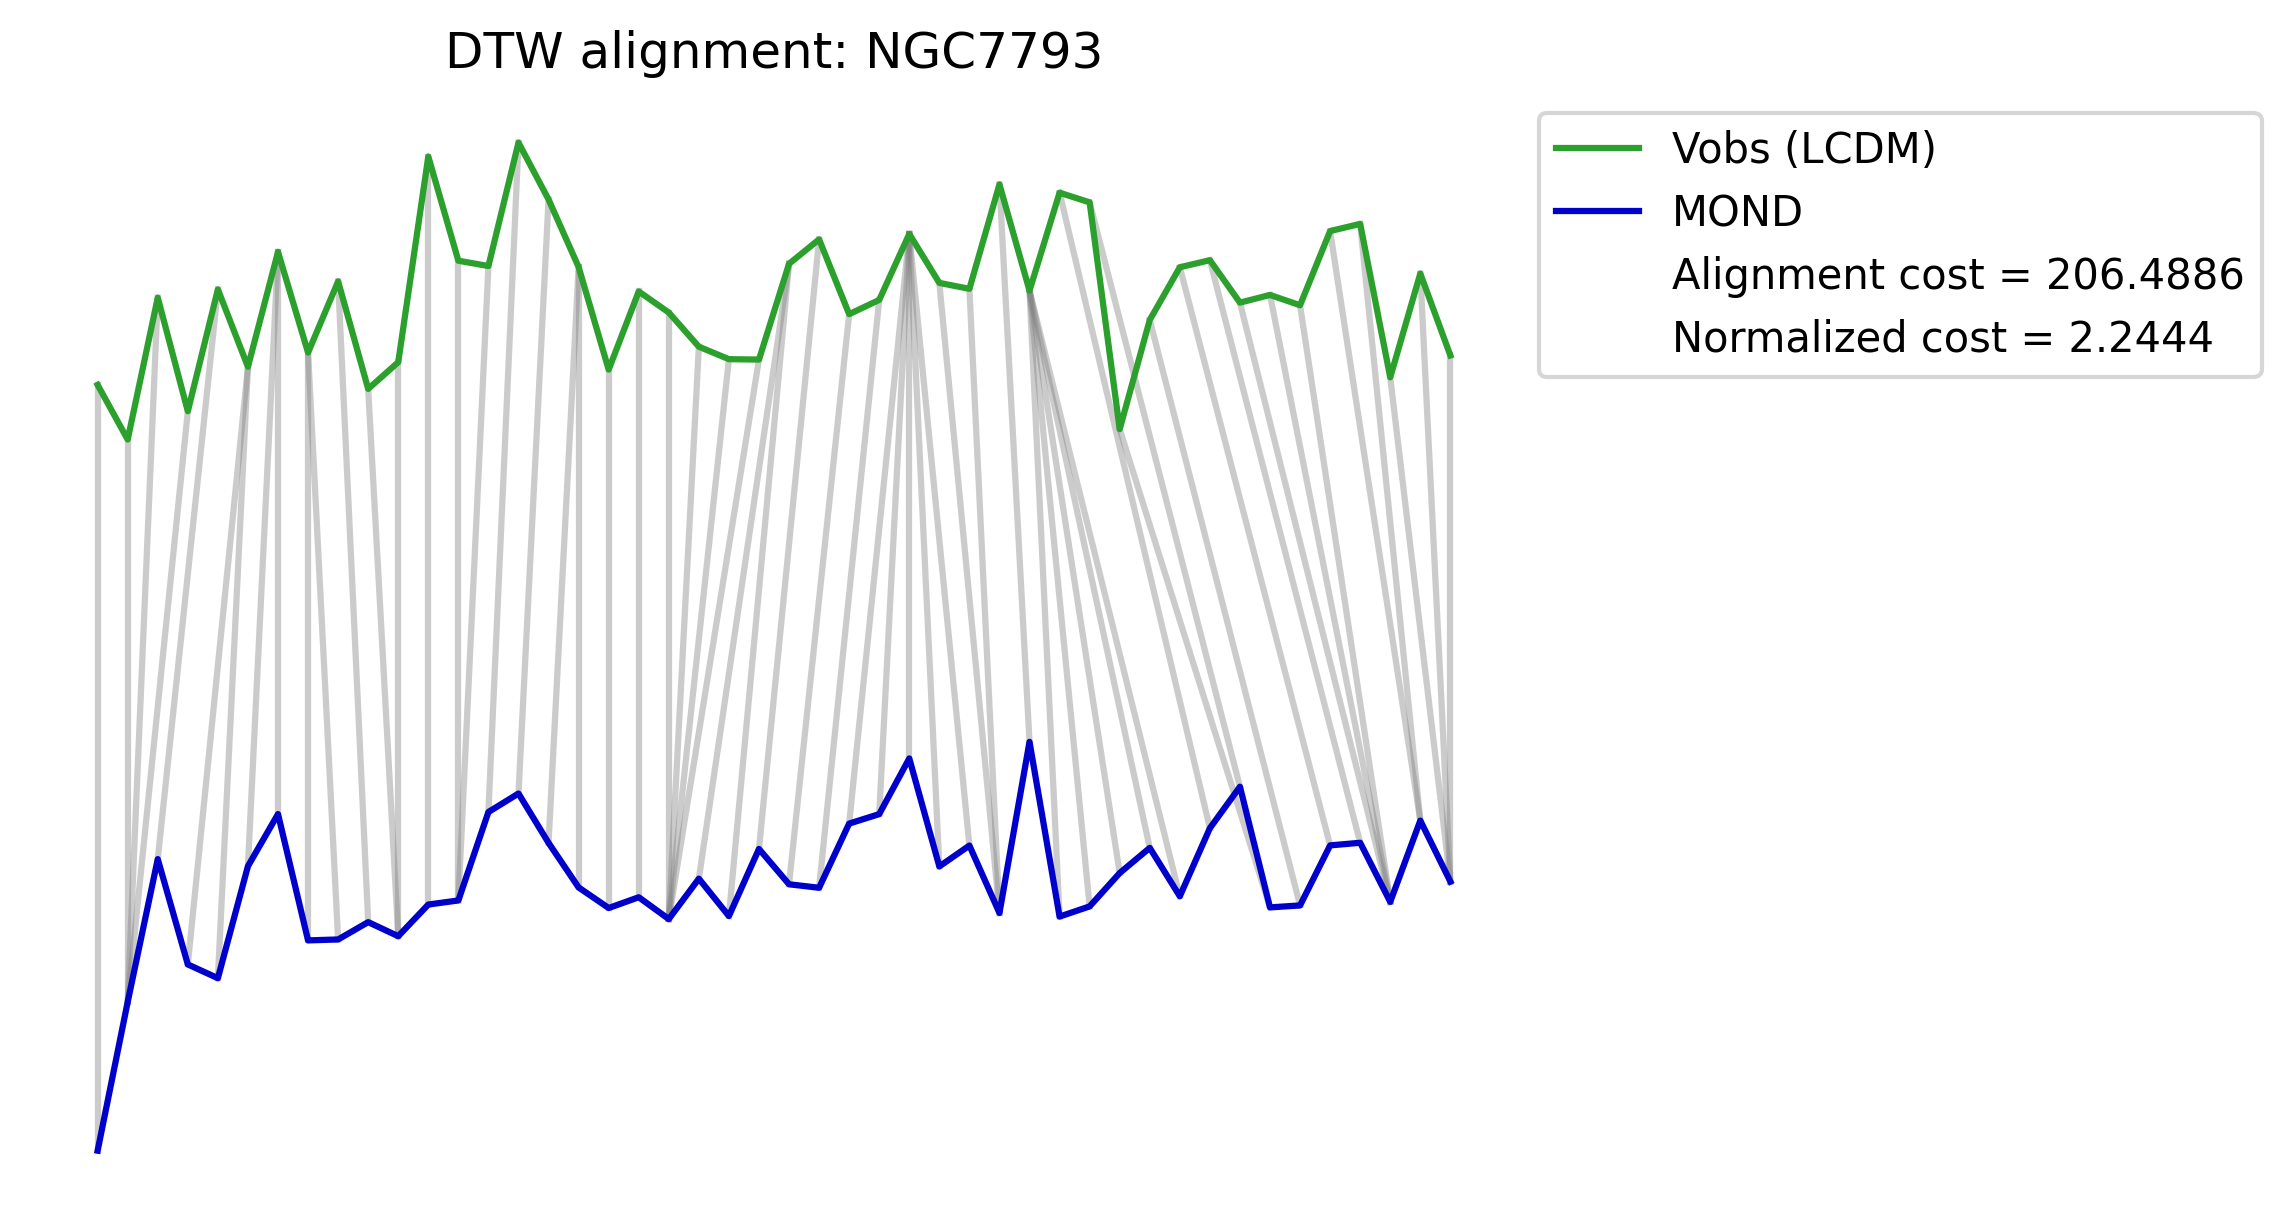 DTW alignment: NGC7793
Vobs (LCDM)
MOND
Alignment cost = 206.4886
Normalized cost = 2.2444